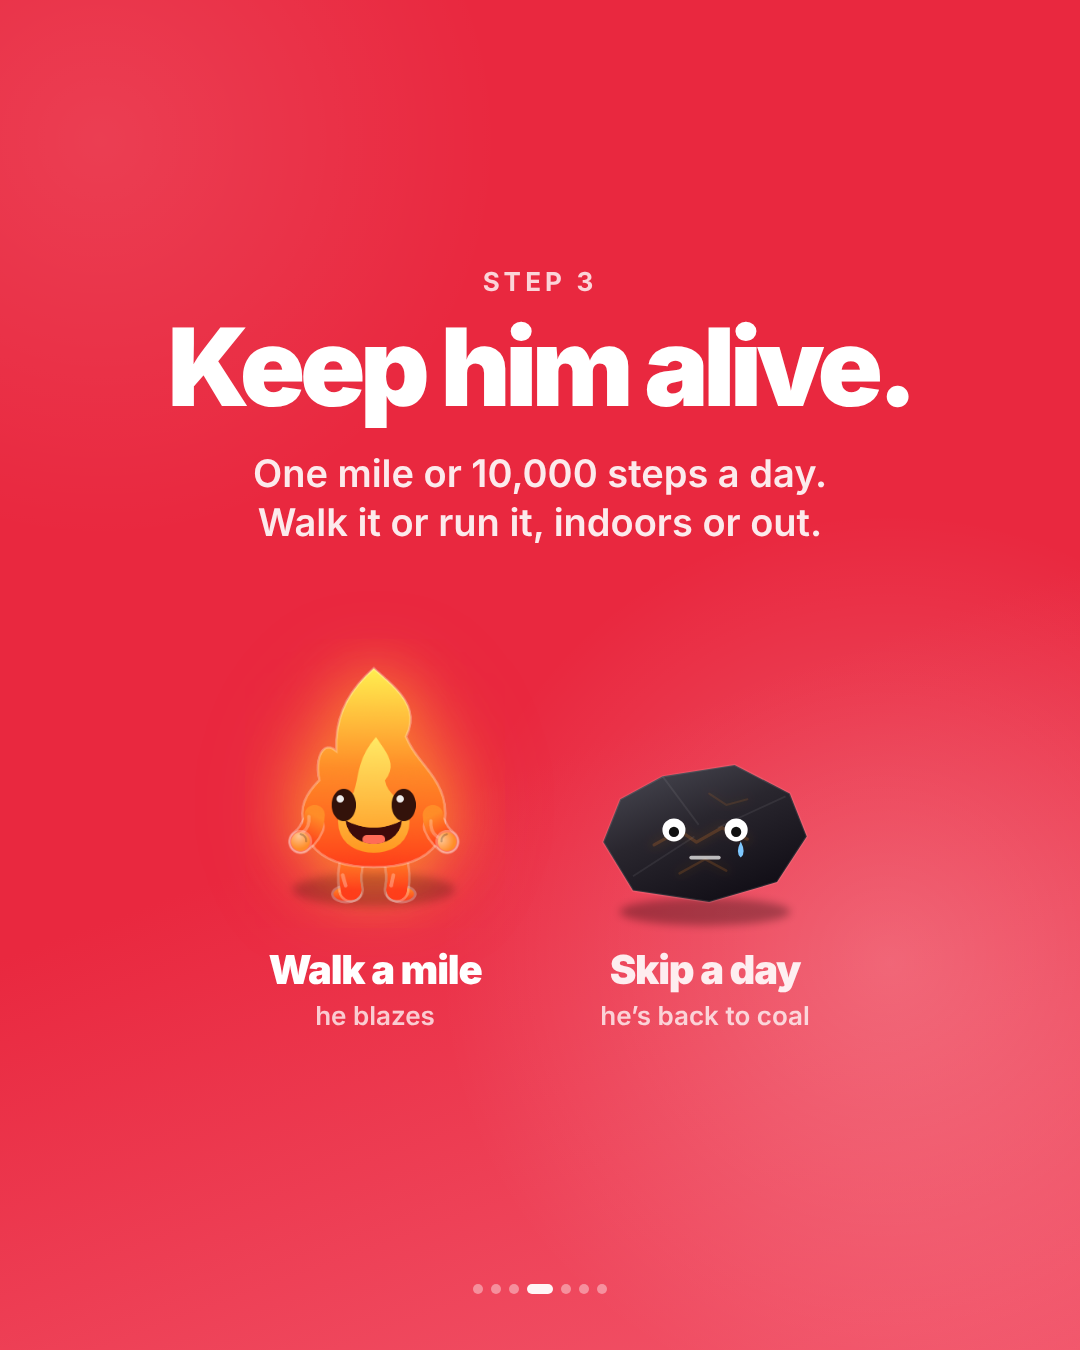 STEP 3
Keep him alive.
One mile or 10,000 steps a day.
Walk it or run it, indoors or out.
Walk a mile
he blazes
Skip a day
he’s back to coal